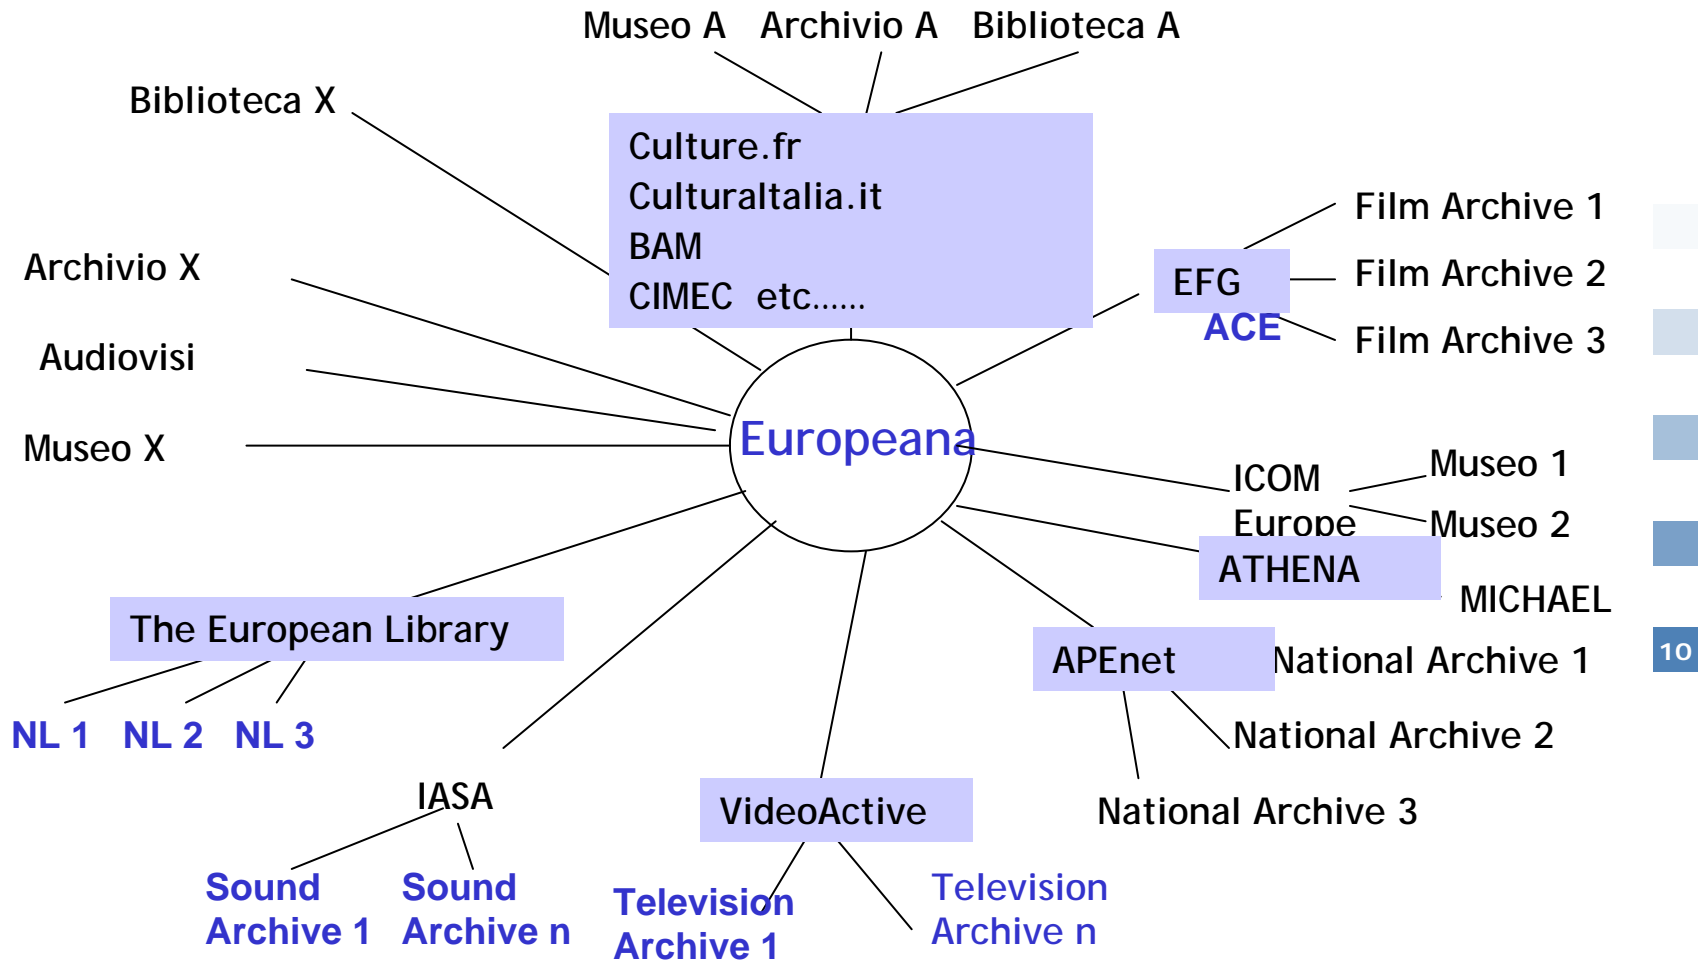 Museo A Archivio A Biblioteca A
Biblioteca X
Culture.fr
CulturaItalia.it
BAM
CIMEC etc......
Film Archive 1
Archivio X
EFG
Film Archive 2
ACE
Film Archive 3
Audiovisi
Europeana
Museo X
ICOM
Europe
Museo 1
Museo 2
ATHENA
MICHAEL
The European Library
APEnet
National Archive 1
10
NL 1 NL 2 NL 3
National Archive 2
IASA
VideoActive
National Archive 3
Sound
Archive 1
Sound
Archive n
Television
Archive 1
Television
Archive n